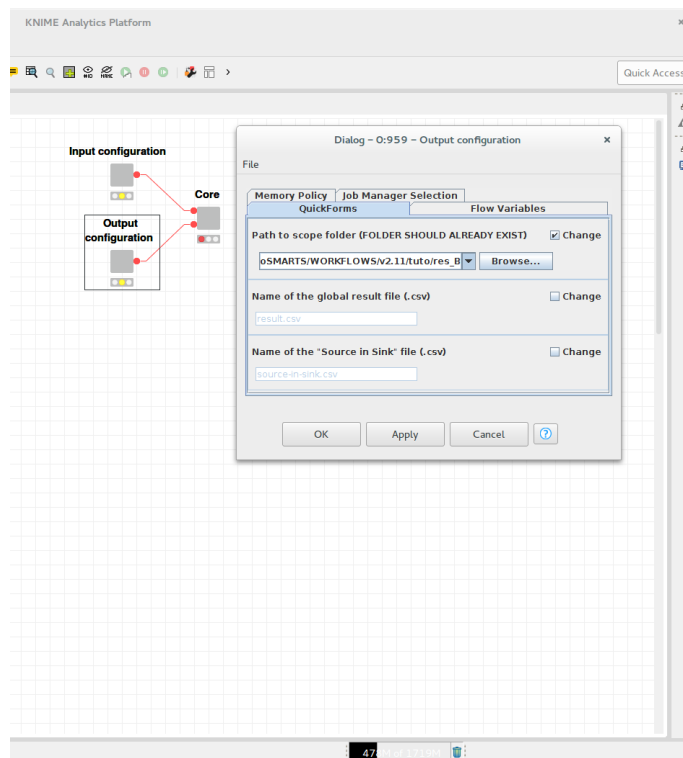 KNIME Analytics Platform
Quick Access
Input configuration
Core
Output
configuration
Dialog – 0:959 – Output configuration
File
Memory Policy
Job Manager Selection
QuickForms
Flow Variables
Path to scope folder (FOLDER SHOULD ALREADY EXIST)
Change
oSMARTS/WORKFLOWS/v2.11/tuto/res_B
Browse...
Name of the global result file (.csv)
Change
result.csv
Name of the "Source in Sink" file (.csv)
Change
source-in-sink.csv
OK
Apply
Cancel
?
478M of 1719M